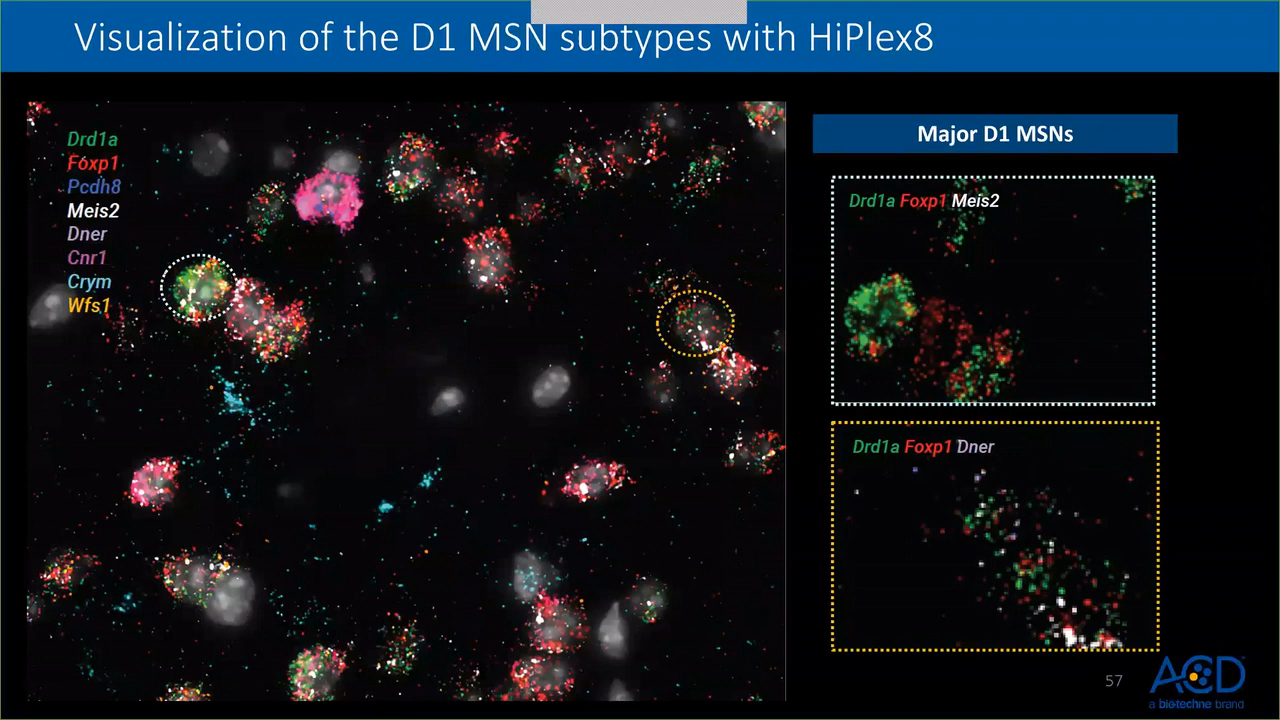 Visualization of the D1 MSN subtypes with HiPlex8
Drd1a
Foxp1
Pcdh8
Meis2
Dner
Cnr1
Crym
Wfs1
Major D1 MSNs
Drd1a Foxp1 Meis2
Drd1a Foxp1 Dner
57
ACD
a biotechne brand